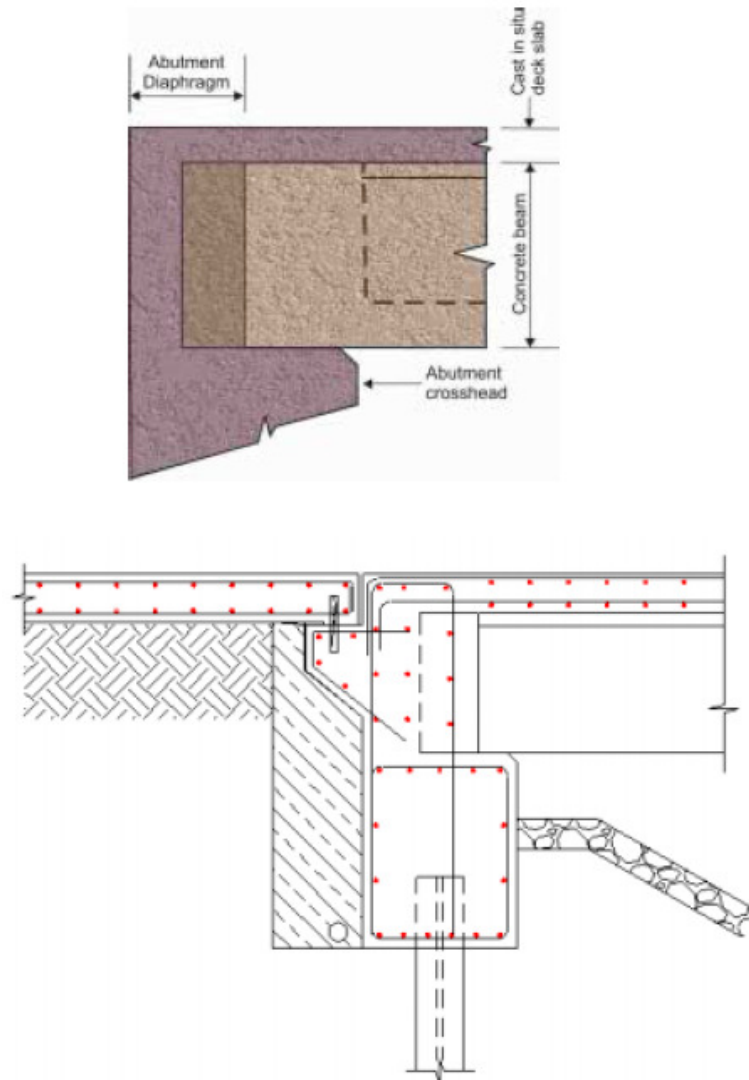 Abutment
Diaphragm
Cast in situ
deck slab
Concrete beam
Abutment
crosshead